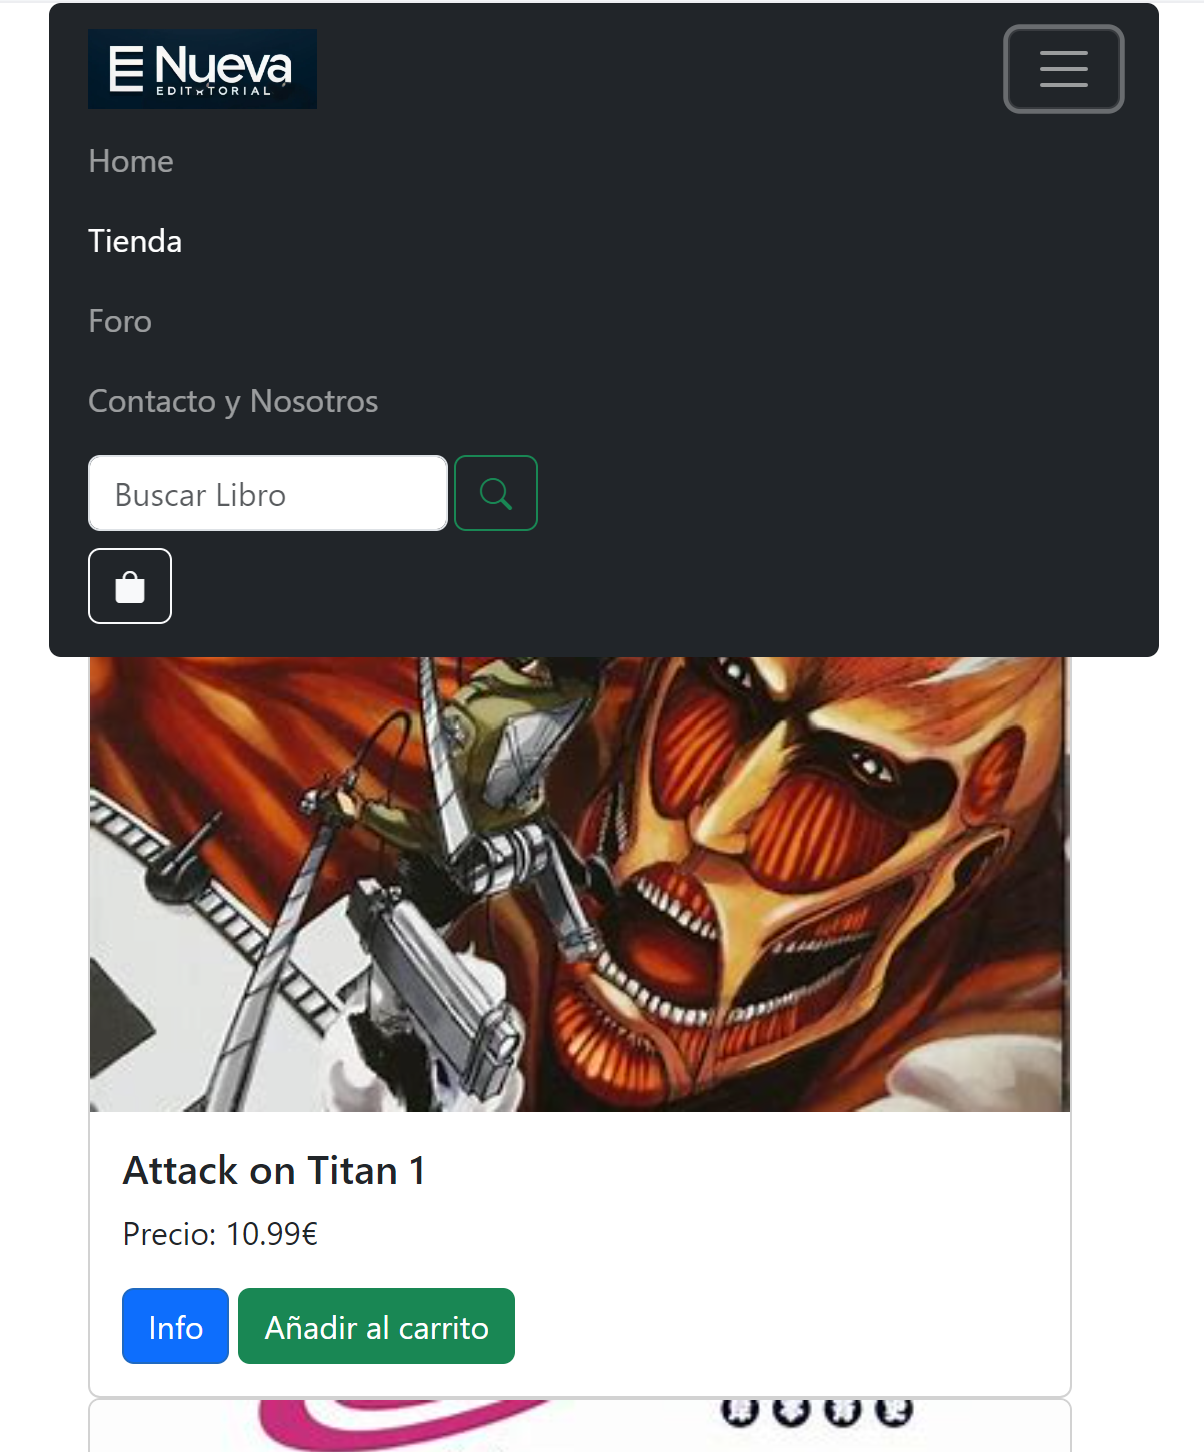 Nueva
EDITXTORIAL
Home
Tienda
Foro
Contacto y Nosotros
Buscar Libro
Attack on Titan 1
Precio: 10.99€
Info
Añadir al carrito